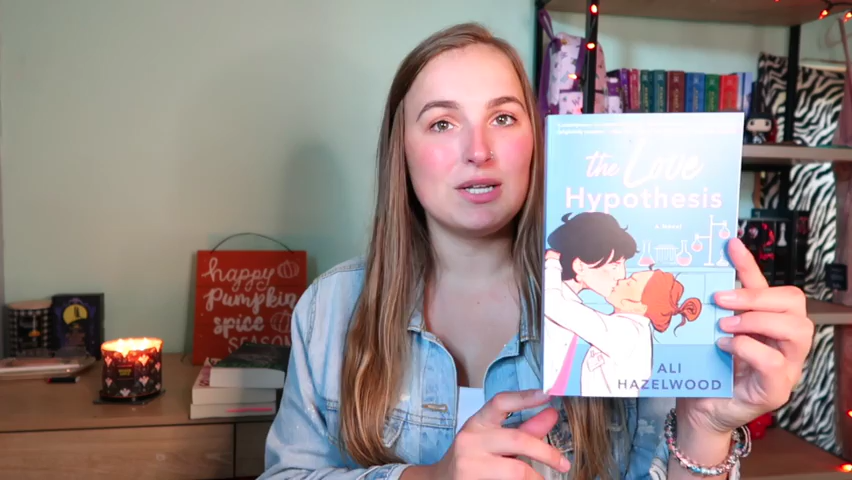 the Love
Hypothesis
a Novel
ALI
HAZELWOOD
happy
Pumpkin
spice
SEASON